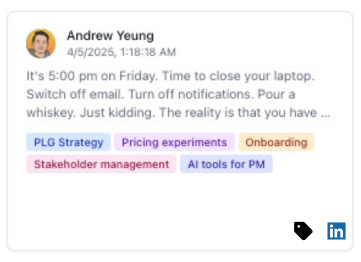 Andrew Yeung
4/5/2025, 1:18:18 AM
It's 5:00 pm on Friday. Time to close your laptop.
Switch off email. Turn off notifications. Pour a
whiskey. Just kidding. The reality is that you have ...
PLG Strategy Pricing experiments Onboarding
Stakeholder management AI tools for PM
in